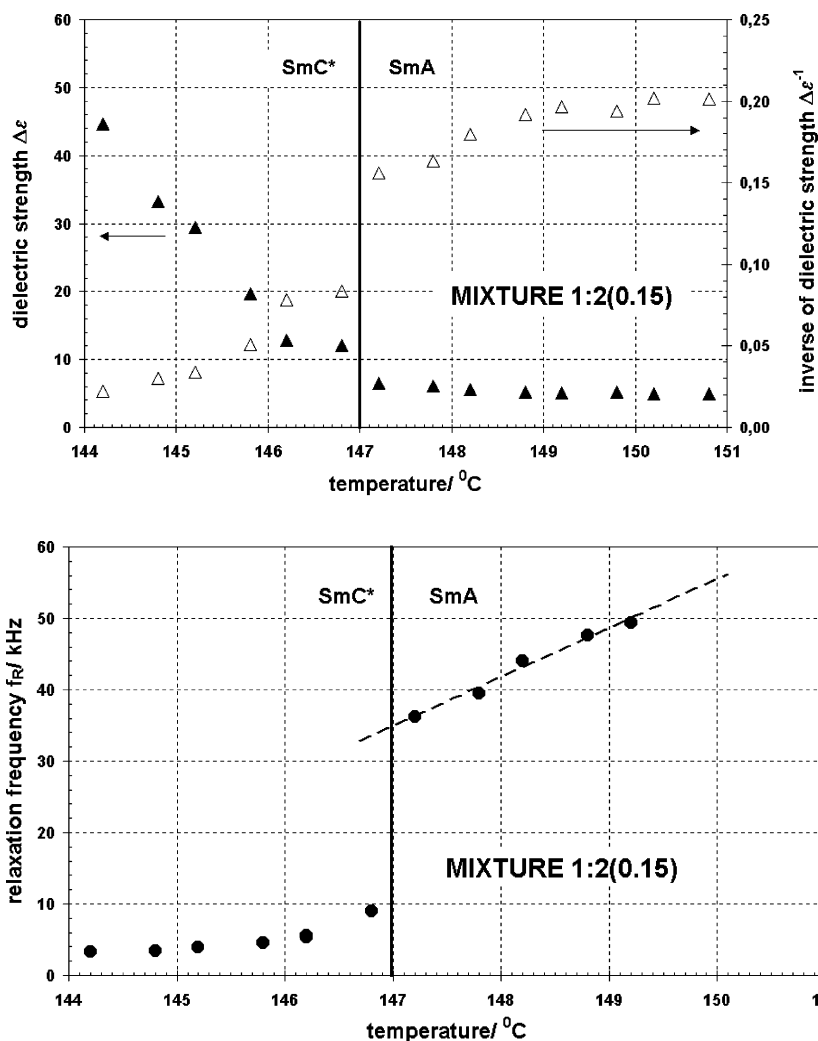 60
50
40
30
20
10
0
dielectric strength Δε
SmC* SmA
MIXTURE 1:2(0.15)
0,25
0,20
0,15
0,10
0,05
0,00
inverse of dielectric strength Δε⁻¹
144 145 146 147 148 149 150 151
temperature/ ⁰C
60
50
40
30
20
10
0
relaxation frequency fR/ kHz
SmC* SmA
MIXTURE 1:2(0.15)
144 145 146 147 148 149 150 1
temperature/ ⁰C